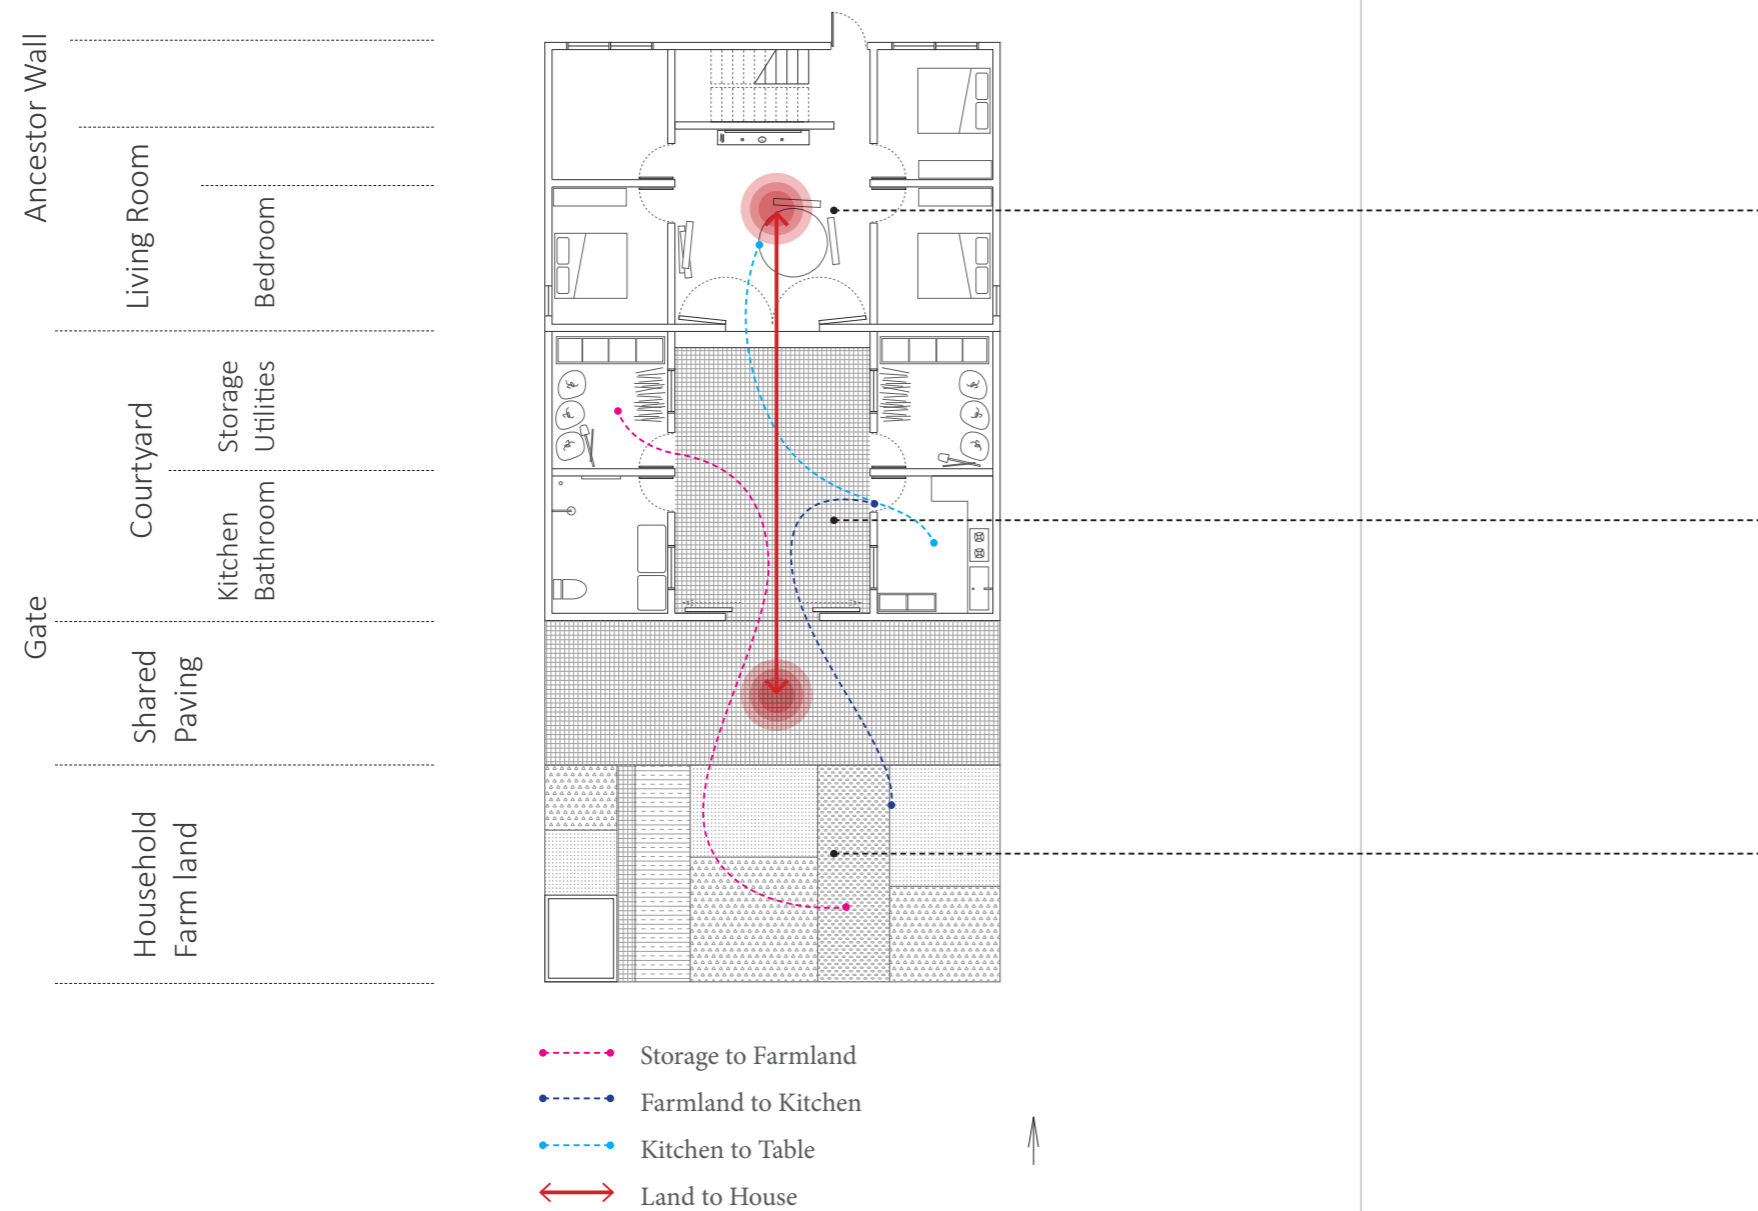 Ancestor Wall
Living Room
Bedroom
Courtyard
Storage
Utilities
Kitchen
Bathroom
Gate
Shared
Paving
Household
Farm land
Storage to Farmland
Farmland to Kitchen
Kitchen to Table
Land to House